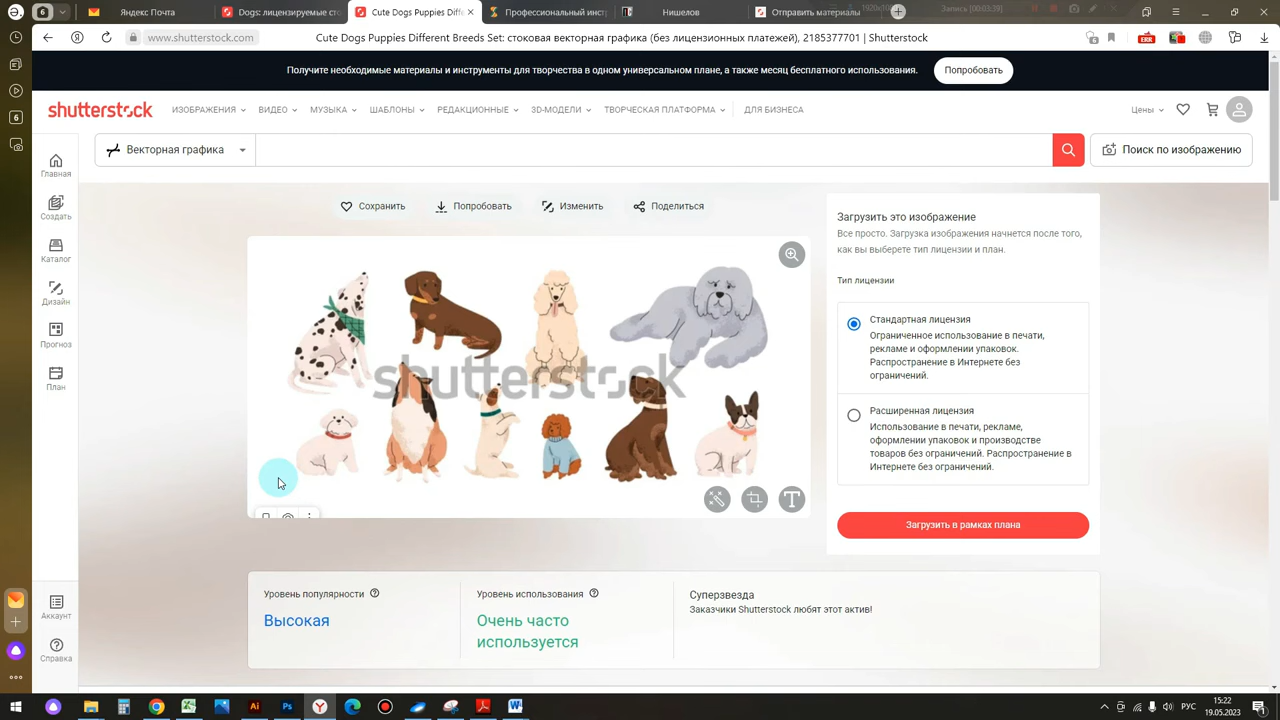 Яндекс Почта
Вектор: лицензируемые сто
Cute Dogs Puppies Diffe
Профессиональный инст
Нишелов
Отправить материалы
1920x1080
Запись [00:03:39]
www.shutterstock.com
Cute Dogs Puppies Different Breeds Set: стоковая векторная графика (без лицензионных платежей), 2185377701 | Shutterstock
Получите необходимые материалы и инструменты для творчества в одном универсальном плане, а также месяц бесплатного использования.
Попробовать
shutterstock
ИЗОБРАЖЕНИЯ
ВИДЕО
МУЗЫКА
ШАБЛОНЫ
РЕДАКЦИОННЫЕ
3D-МОДЕЛИ
ТВОРЧЕСКАЯ ПЛАТФОРМА
ДЛЯ БИЗНЕСА
Цены
Векторная графика
Поиск по изображению
Главная
Создать
Каталог
Дизайн
Прогноз
План
Аккаунт
Справка
Сохранить
Попробовать
Изменить
Поделиться
shutterstock
Загрузить это изображение
Все просто. Загрузка изображения начнется после того,
как вы выберете тип лицензии и план.
Тип лицензии
Стандартная лицензия
Ограниченное использование в печати,
рекламе и оформлении упаковок.
Распространение в Интернете без
ограничений.
Расширенная лицензия
Использование в печати, рекламе,
оформлении упаковок и производстве
товаров без ограничений. Распространение в
Интернете без ограничений.
Загрузить в рамках плана
Уровень популярности
Высокая
Уровень использования
Очень часто
используется
Суперзвезда
Заказчики Shutterstock любят этот актив!
РУС
15:22
19.05.2023